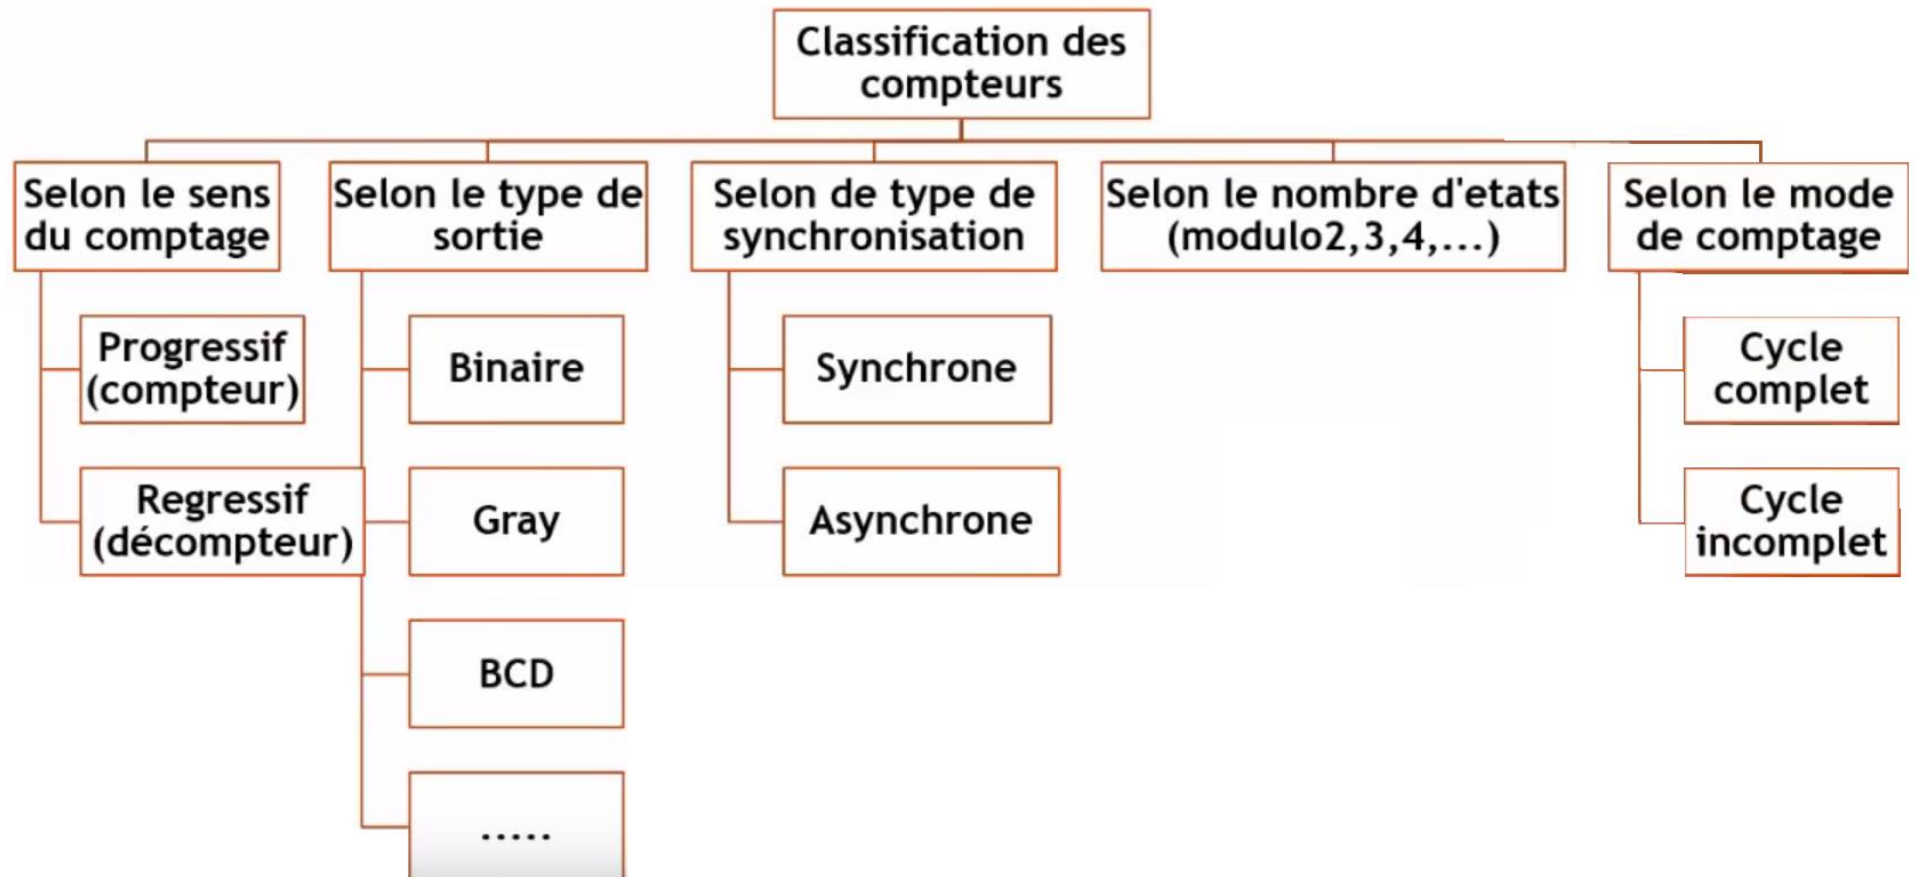 Classification des
compteurs
Selon le sens
du comptage
Selon le type de
sortie
Selon de type de
synchronisation
Selon le nombre d'etats
(modulo2,3,4,...)
Selon le mode
de comptage
Progressif
(compteur)
Regressif
(décompteur)
Binaire
Gray
BCD
.....
Synchrone
Asynchrone
Cycle
complet
Cycle
incomplet